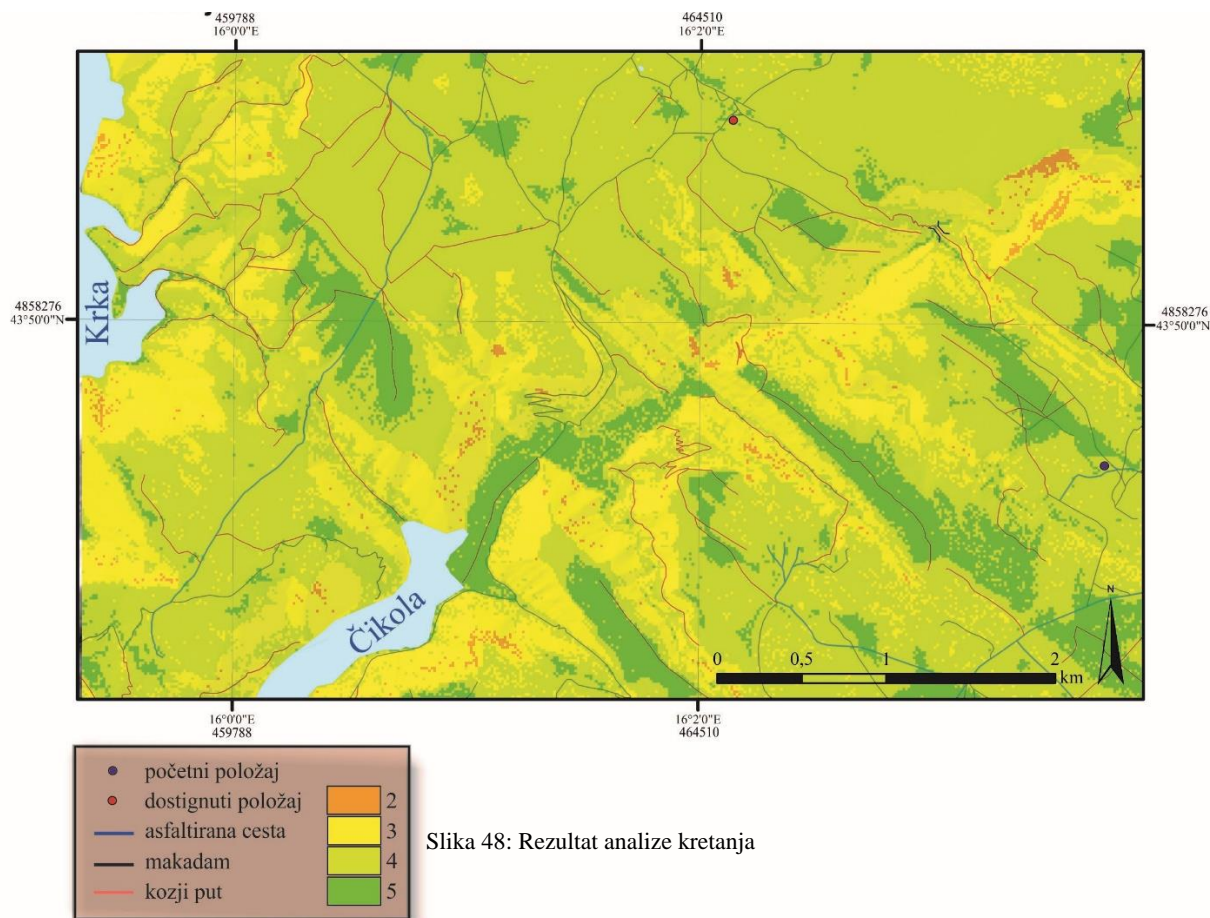 459788
16°0'0"E
464510
16°2'0"E
4858276
43°50'0"N
4858276
43°50'0"N
Krka
Čikola
N
0 0,5 1 2
km
16°0'0"E
459788
16°2'0"E
464510
početni položaj
dostignuti položaj
asfaltirana cesta
makadam
kozji put
2
3
4
5
Slika 48: Rezultat analize kretanja